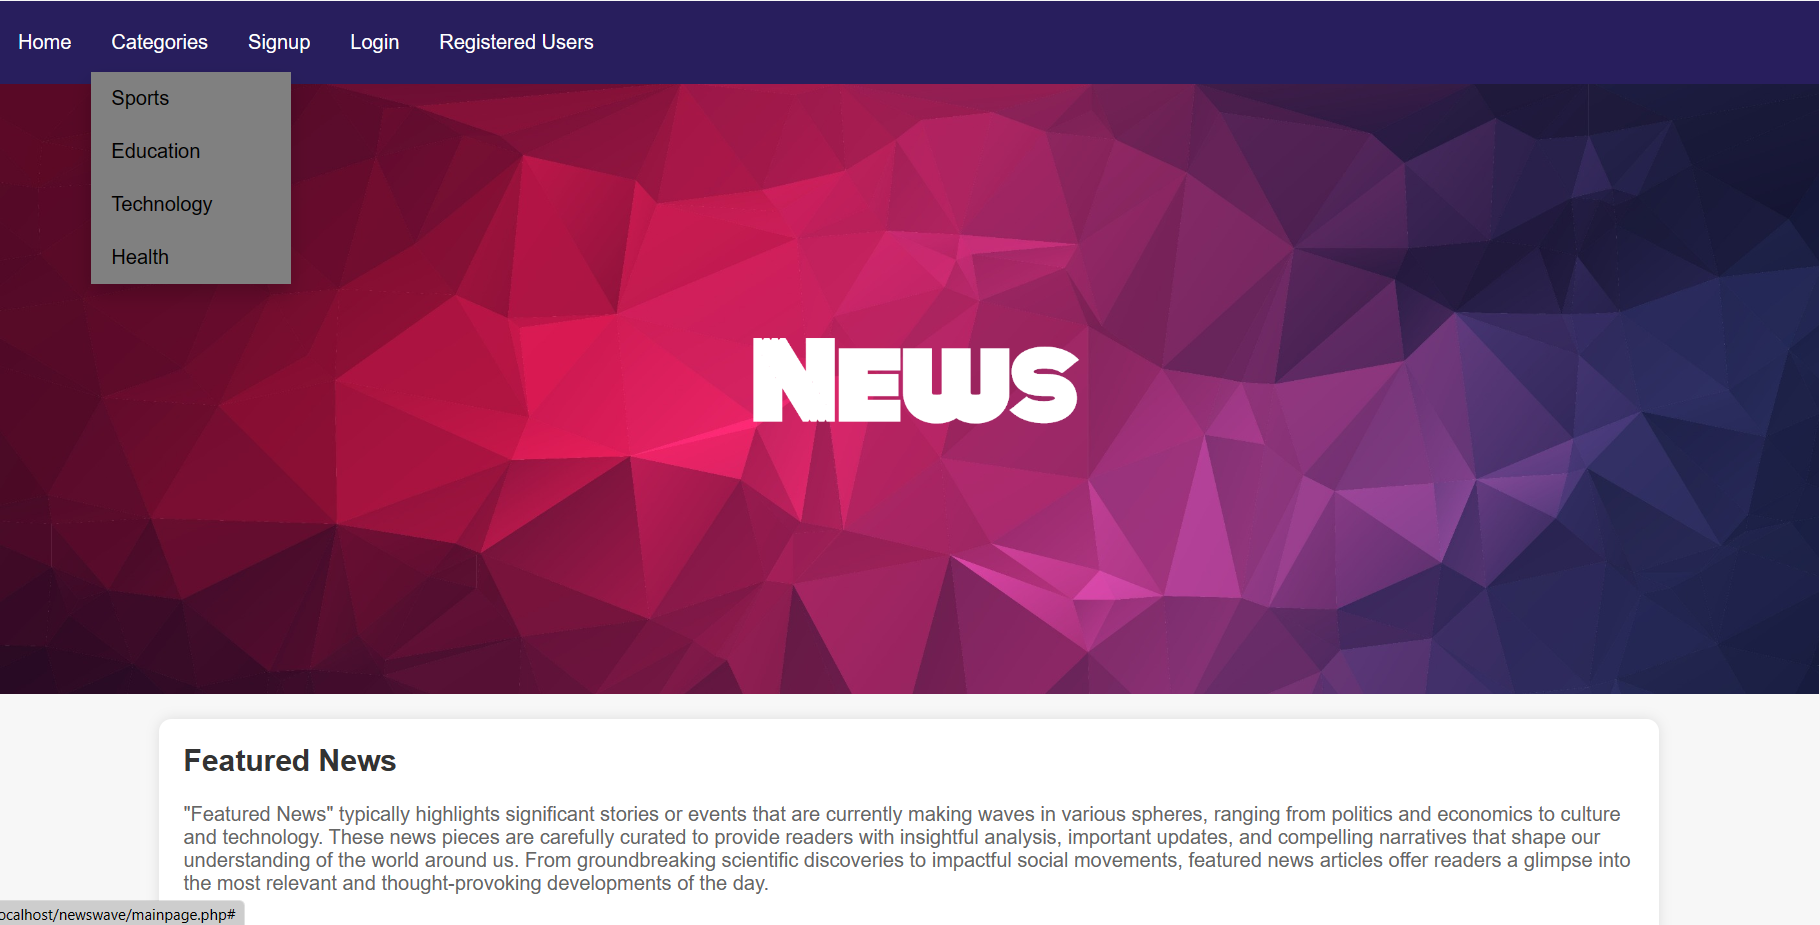 Home Categories Signup Login Registered Users
Sports
Education
Technology
Health
News
Featured News
"Featured News" typically highlights significant stories or events that are currently making waves in various spheres, ranging from politics and economics to culture
and technology. These news pieces are carefully curated to provide readers with insightful analysis, important updates, and compelling narratives that shape our
understanding of the world around us. From groundbreaking scientific discoveries to impactful social movements, featured news articles offer readers a glimpse into
the most relevant and thought-provoking developments of the day.
ocalhost/newswave/mainpage.php#